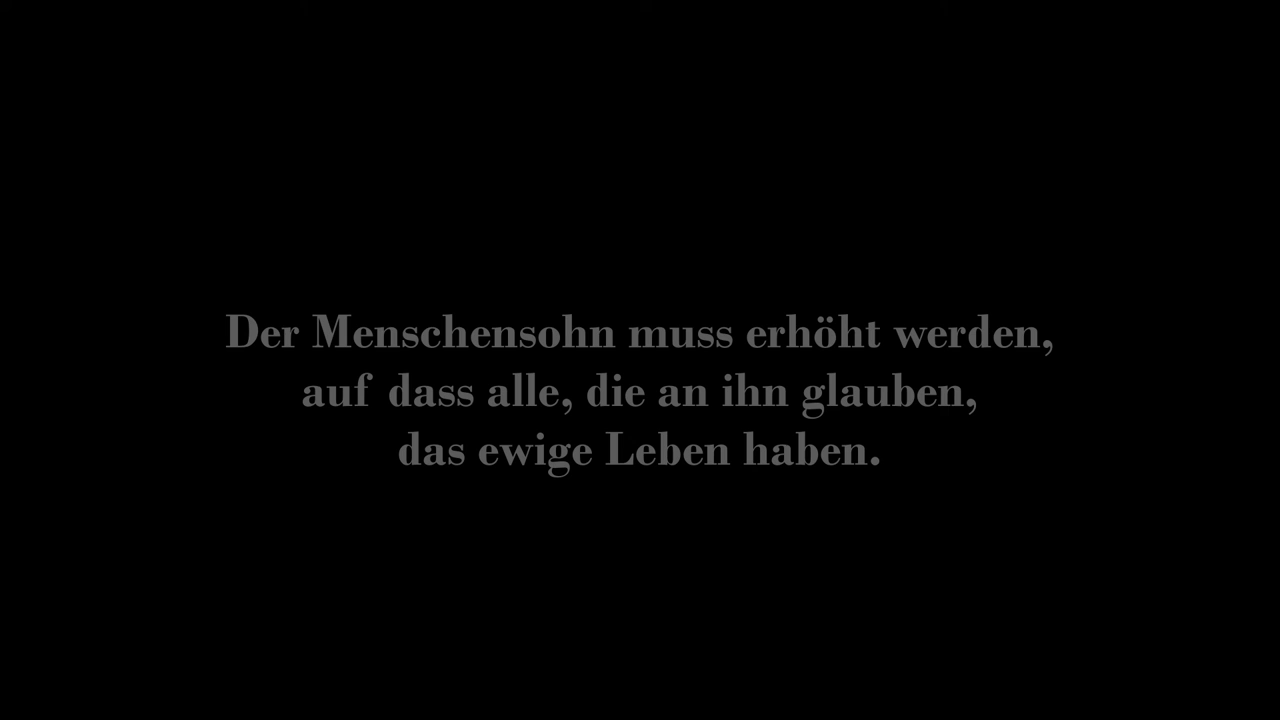 Der Menschensohn muss erhöht werden,
auf dass alle, die an ihn glauben,
das ewige Leben haben.